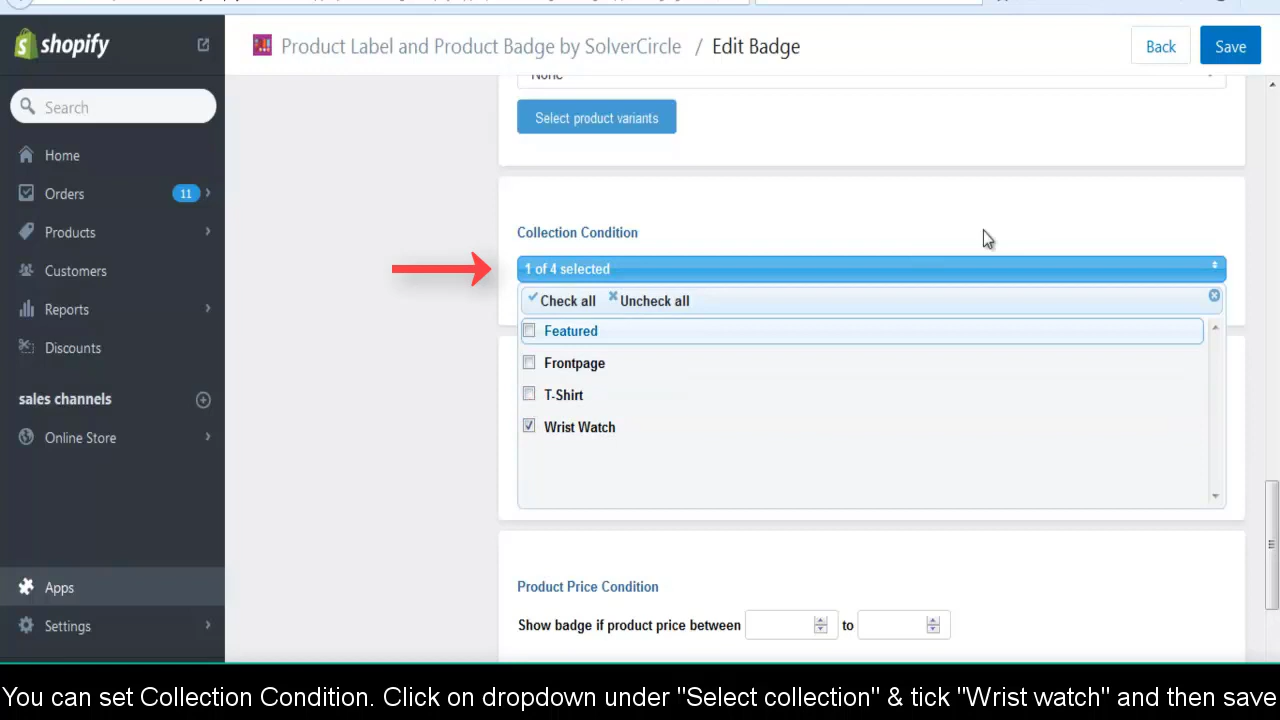 shopify
Product Label and Product Badge by SolverCircle / Edit Badge
Back
Save
Search
Home
Orders 11
Products
Customers
Reports
Discounts
sales channels
Online Store
Apps
Settings
None
Select product variants
Collection Condition
1 of 4 selected
Check all Uncheck all
Featured
Frontpage
T-Shirt
Wrist Watch
Product Price Condition
Show badge if product price between to
You can set Collection Condition. Click on dropdown under "Select collection" & tick "Wrist watch" and then save